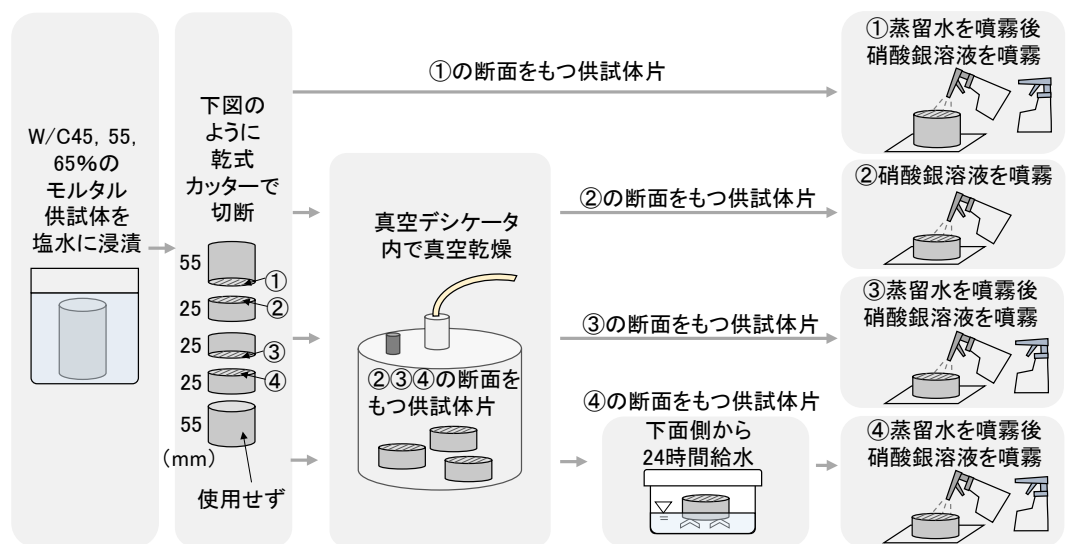 W/C45, 55,
65%の
モルタル
供試体を
塩水に浸漬
下図の
ように
乾式
カッターで
切断
55
①
25
②
25
③
25
④
55
(mm)
使用せず
①の断面をもつ供試体片
真空デシケータ
内で真空乾燥
②③④の断面を
もつ供試体片
②の断面をもつ供試体片
③の断面をもつ供試体片
④の断面をもつ供試体片
下面側から
24時間給水
①蒸留水を噴霧後
硝酸銀溶液を噴霧
②硝酸銀溶液を噴霧
③蒸留水を噴霧後
硝酸銀溶液を噴霧
④蒸留水を噴霧後
硝酸銀溶液を噴霧